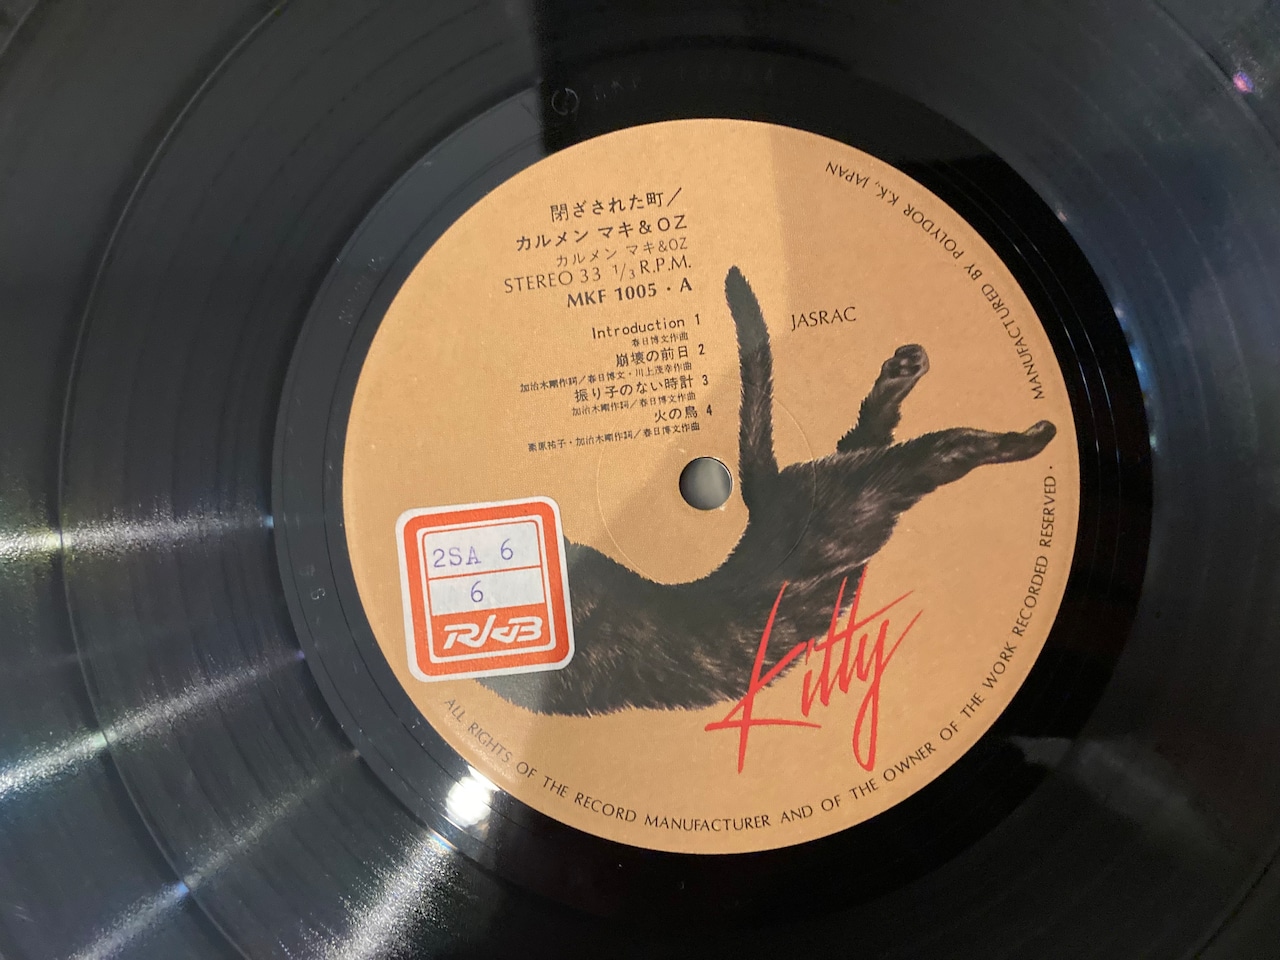 閉ざされた町／
カルメン マキ&OZ
カルメン マキ&OZ
STEREO 33 1/3 R.P.M.
MKF 1005・A
Introduction 1
春日博文作曲
崩壊の前日 2
加治木剛作詞／春日博文・川上茂幸作曲
振り子のない時計 3
加治木剛作詞／春日博文作曲
火の鳥 4
栗原祐子・加治木剛作詞／春日博文作曲
JASRAC
2SA 6
6
RKB
Kitty
ALL RIGHTS OF THE RECORD MANUFACTURER AND OF THE OWNER OF THE WORK RECORDED RESERVED・
MANUFACTURED BY POLYDOR K.K., JAPAN